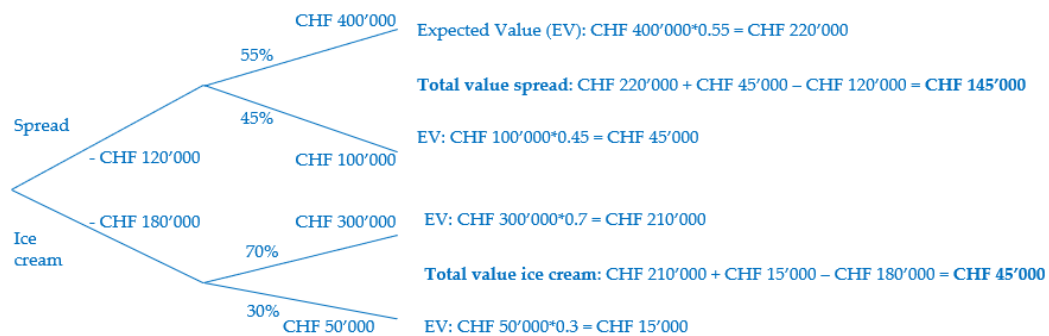 CHF 400’000
Expected Value (EV): CHF 400’000*0.55 = CHF 220’000
55%
Total value spread: CHF 220’000 + CHF 45’000 – CHF 120’000 = CHF 145’000
45%
Spread
EV: CHF 100’000*0.45 = CHF 45’000
- CHF 120’000
CHF 100’000
- CHF 180’000
CHF 300’000
EV: CHF 300’000*0.7 = CHF 210’000
Ice
cream
70%
Total value ice cream: CHF 210’000 + CHF 15’000 – CHF 180’000 = CHF 45’000
30%
CHF 50’000
EV: CHF 50’000*0.3 = CHF 15’000